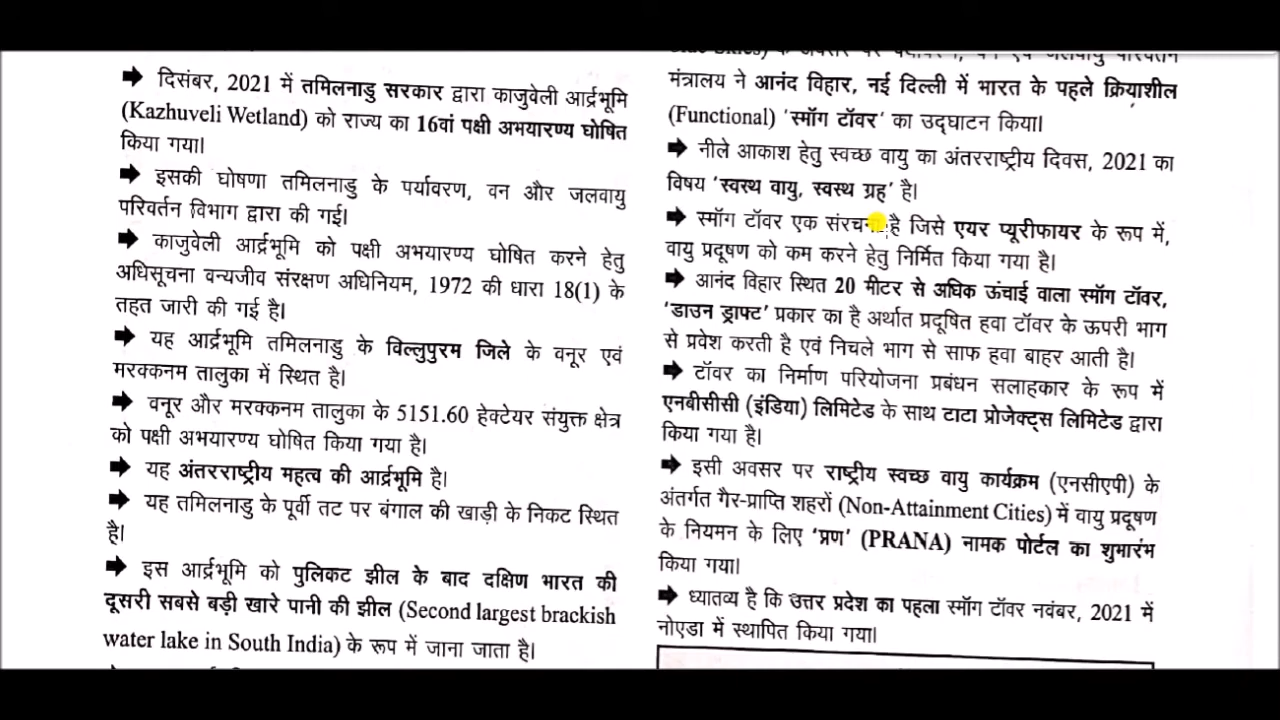 ➡ दिसंबर, 2021 में तमिलनाडु सरकार द्वारा काजुवेली आर्द्रभूमि
(Kazhuveli Wetland) को राज्य का 16वां पक्षी अभयारण्य घोषित
किया गया।
➡ इसकी घोषणा तमिलनाडु के पर्यावरण, वन और जलवायु
परिवर्तन विभाग द्वारा की गई।
➡ काजुवेली आर्द्रभूमि को पक्षी अभयारण्य घोषित करने हेतु
अधिसूचना वन्यजीव संरक्षण अधिनियम, 1972 की धारा 18(1) के
तहत जारी की गई है।
➡ यह आर्द्रभूमि तमिलनाडु के विल्लुपुरम जिले के वनूर एवं
मरक्कनम तालुका में स्थित है।
➡ वनूर और मरक्कनम तालुका के 5151.60 हेक्टेयर संयुक्त क्षेत्र
को पक्षी अभयारण्य घोषित किया गया है।
➡ यह अंतरराष्ट्रीय महत्व की आर्द्रभूमि है।
➡ यह तमिलनाडु के पूर्वी तट पर बंगाल की खाड़ी के निकट स्थित
है।
➡ इस आर्द्रभूमि को पुलिकट झील के बाद दक्षिण भारत की
दूसरी सबसे बड़ी खारे पानी की झील (Second largest brackish
water lake in South India) के रूप में जाना जाता है।
मंत्रालय ने आनंद विहार, नई दिल्ली में भारत के पहले क्रियाशील
(Functional) 'स्मॉग टॉवर' का उद्घाटन किया।
➡ नीले आकाश हेतु स्वच्छ वायु का अंतरराष्ट्रीय दिवस, 2021 का
विषय 'स्वस्थ वायु, स्वस्थ ग्रह' है।
➡ स्मॉग टॉवर एक संरचना है जिसे एयर प्यूरीफायर के रूप में,
वायु प्रदूषण को कम करने हेतु निर्मित किया गया है।
➡ आनंद विहार स्थित 20 मीटर से अधिक ऊंचाई वाला स्मॉग टॉवर,
'डाउन ड्राफ्ट' प्रकार का है अर्थात प्रदूषित हवा टॉवर के ऊपरी भाग
से प्रवेश करती है एवं निचले भाग से साफ हवा बाहर आती है।
➡ टॉवर का निर्माण परियोजना प्रबंधन सलाहकार के रूप में
एनबीसीसी (इंडिया) लिमिटेड के साथ टाटा प्रोजेक्ट्स लिमिटेड द्वारा
किया गया है।
➡ इसी अवसर पर राष्ट्रीय स्वच्छ वायु कार्यक्रम (एनसीएपी) के
अंतर्गत गैर-प्राप्ति शहरों (Non-Attainment Cities) में वायु प्रदूषण
के नियमन के लिए 'प्रण' (PRANA) नामक पोर्टल का शुभारंभ
किया गया।
➡ ध्यातव्य है कि उत्तर प्रदेश का पहला स्मॉग टॉवर नवंबर, 2021 में
नोएडा में स्थापित किया गया।